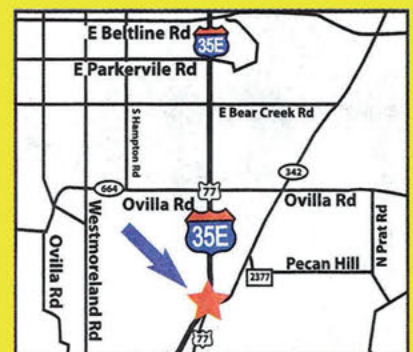 E Beltline Rd
35E
E Parkerville Rd
S Hampton Rd
E Bear Creek Rd
342
664
77
Ovilla Rd
Ovilla Rd
35E
N Prat Rd
Ovilla Rd
Westmoreland Rd
2377
Pecan Hill
77